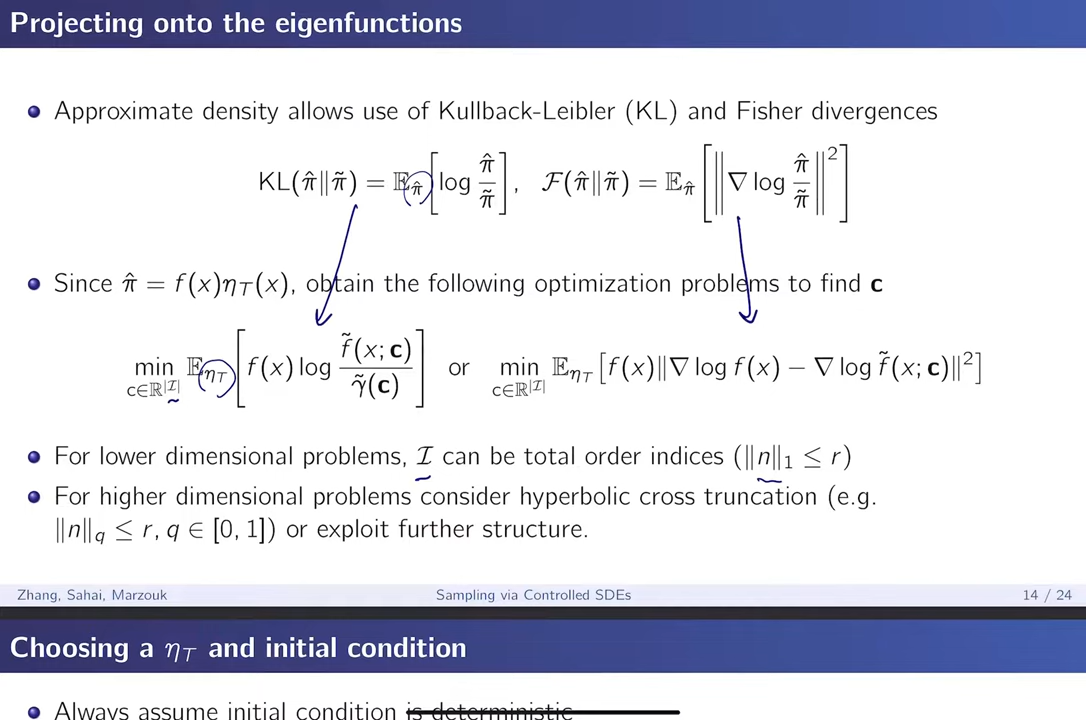 Projecting onto the eigenfunctions
Approximate density allows use of Kullback-Leibler (KL) and Fisher divergences
KL(π̂‖π̃) = 𝔼_π̂ [log π̂/π̃], ℱ(π̂‖π̃) = 𝔼_π̂ [‖∇ log π̂/π̃‖²]
Since π̂ = f(x)η_T(x), obtain the following optimization problems to find c
min_{c∈ℝ^|ℐ|} 𝔼_{η_T} [f(x) log f̃(x; c)/γ̃(c)] or min_{c∈ℝ^|ℐ|} 𝔼_{η_T} [f(x)‖∇ log f(x) − ∇ log f̃(x; c)‖²]
For lower dimensional problems, ℐ can be total order indices (‖n‖₁ ≤ r)
For higher dimensional problems consider hyperbolic cross truncation (e.g.
‖n‖_q ≤ r, q ∈ [0, 1]) or exploit further structure.
Zhang, Sahai, Marzouk Sampling via Controlled SDEs 14 / 24
Choosing a η_T and initial condition
Always assume initial condition is deterministic